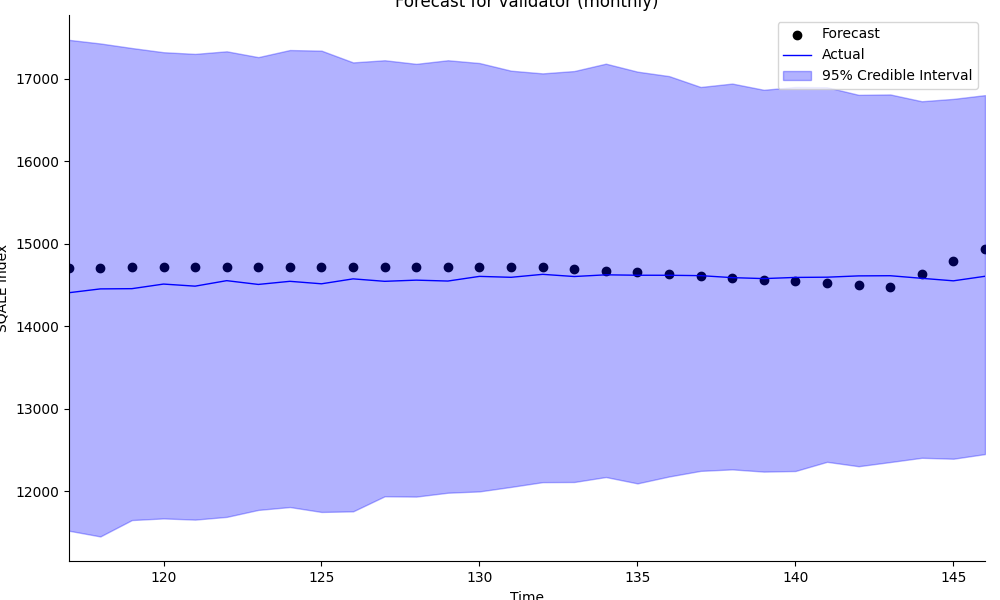 Forecast for validator (monthly)
Forecast
Actual
95% Credible Interval
17000
16000
15000
14000
13000
12000
SQALE Index
120
125
130
135
140
145
Time